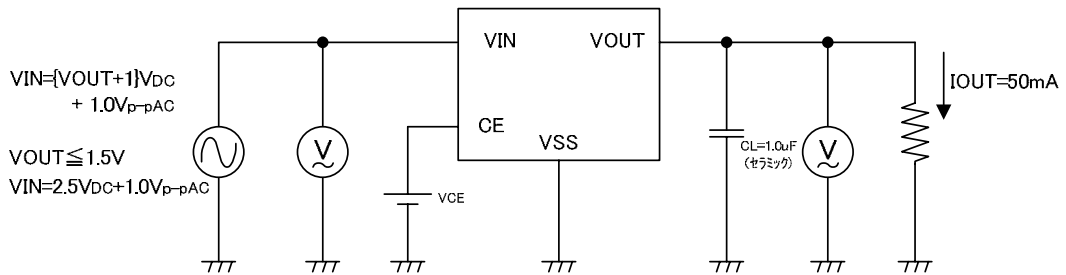 VIN={VOUT+1}VDC
+ 1.0Vp-pAC
VOUT≦1.5V
VIN=2.5VDC+1.0Vp-pAC
V
VCE
VIN
VOUT
CE
VSS
CL=1.0uF
(セラミック)
V
IOUT=50mA